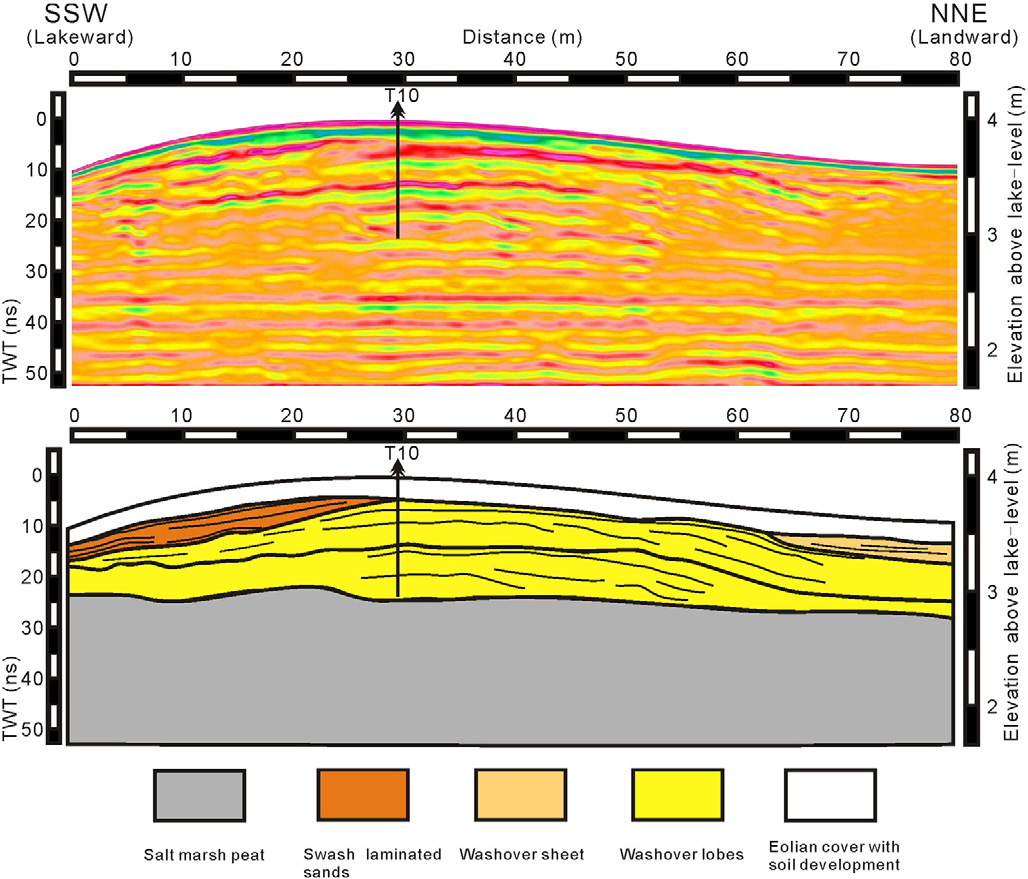 SSW
(Lakeward)
NNE
(Landward)
Distance (m)
0 10 20 30 40 50 60 70 80
T10
0
10
20
30
40
50
TWT (ns)
4
3
2
Elevation above lake-level (m)
0 10 20 30 40 50 60 70 80
T10
0
10
20
30
40
50
TWT (ns)
4
3
2
Elevation above lake-level (m)
Salt marsh peat
Swash laminated
sands
Washover sheet
Washover lobes
Eolian cover with
soil development